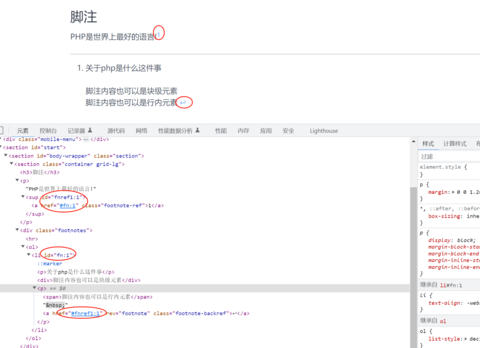 脚注
PHP是世界上最好的语言!1
1. 关于php是什么这件事
脚注内容也可以是块级元素
脚注内容也可以是行内元素 ↩
元素 控制台 记录器 源代码 网络 性能数据分析 性能 内存 应用 安全 Lighthouse
<div class="mobile-menu">…</div>
<section id="start">
<section id="body-wrapper" class="section">
<section class="container grid-lg">
<h3>脚注</h3>
<p>
"PHP是世界上最好的语言!"
<sup id="fnref1:1">
<a href="#fn:1" class="footnote-ref">1</a>
</sup>
</p>
<div class="footnotes">
<hr>
<ol>
<li id="fn:1">
::marker
<p>关于php是什么这件事</p>
<div>脚注内容也可以是块级元素</div>
<p> == $0
<span>脚注内容也可以是行内元素</span>
"&nbsp;"
<a href="#fnref1:1" rev="footnote" class="footnote-backref">↩</a>
</p>
</li>
</ol>
</div>
样式 计算样式 布局
过滤
element.style {
}
p {
margin: 0 0 1.2
}
*, ::after, ::before
box-sizing: inhe
}
p {
display: block;
margin-block-sta
margin-block-end
margin-inline-st
margin-inline-en
}
继承自 li#fn:1
li {
text-align: -web
}
继承自 ol
ol {
list-style: dec